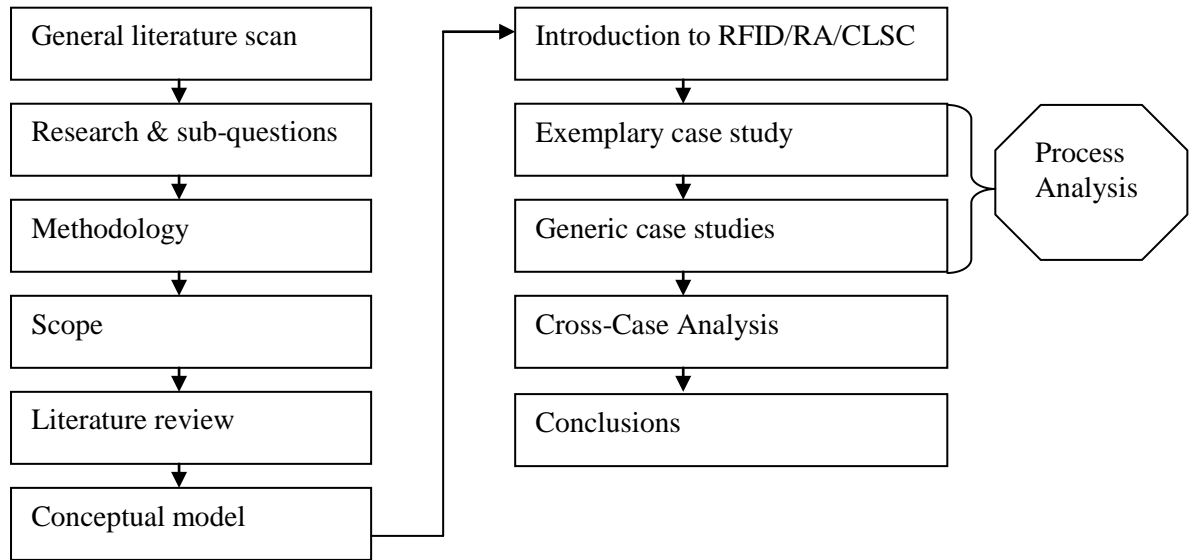 General literature scan
Research & sub-questions
Methodology
Scope
Literature review
Conceptual model
Introduction to RFID/RA/CLSC
Exemplary case study
Generic case studies
Cross-Case Analysis
Conclusions
Process
Analysis